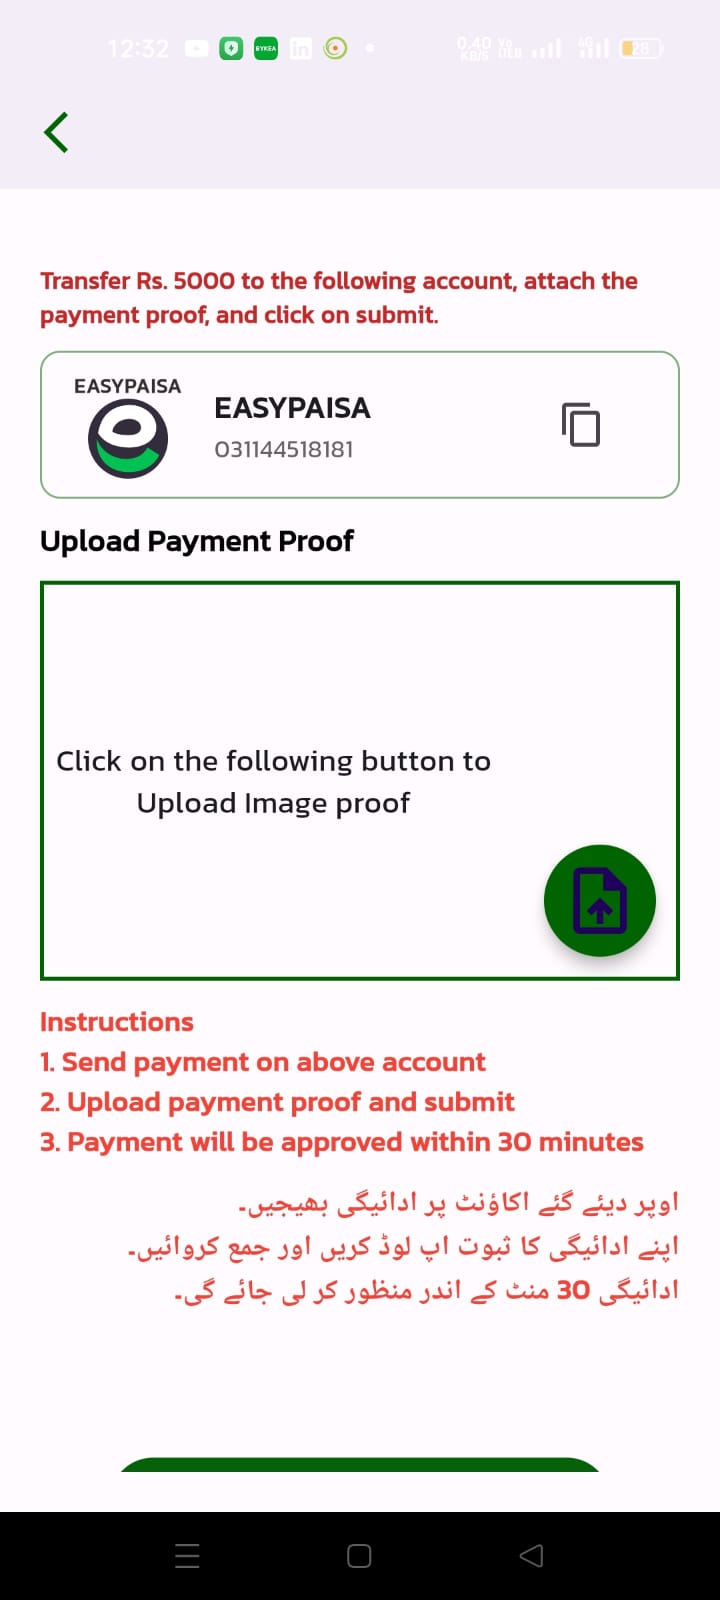 12:32
BYKEA
in
0.40 KB/S
Vo
4G
28
Transfer Rs. 5000 to the following account, attach the
payment proof, and click on submit.
EASYPAISA
EASYPAISA
031144518181
Upload Payment Proof
Click on the following button to
Upload Image proof
Instructions
1. Send payment on above account
2. Upload payment proof and submit
3. Payment will be approved within 30 minutes
اوپر دیئے گئے اکاؤنٹ پر ادائیگی بھیجیں۔
اپنے ادائیگی کا ثبوت اپ لوڈ کریں اور جمع کروائیں۔
ادائیگی 30 منٹ کے اندر منظور کر لی جائے گی۔